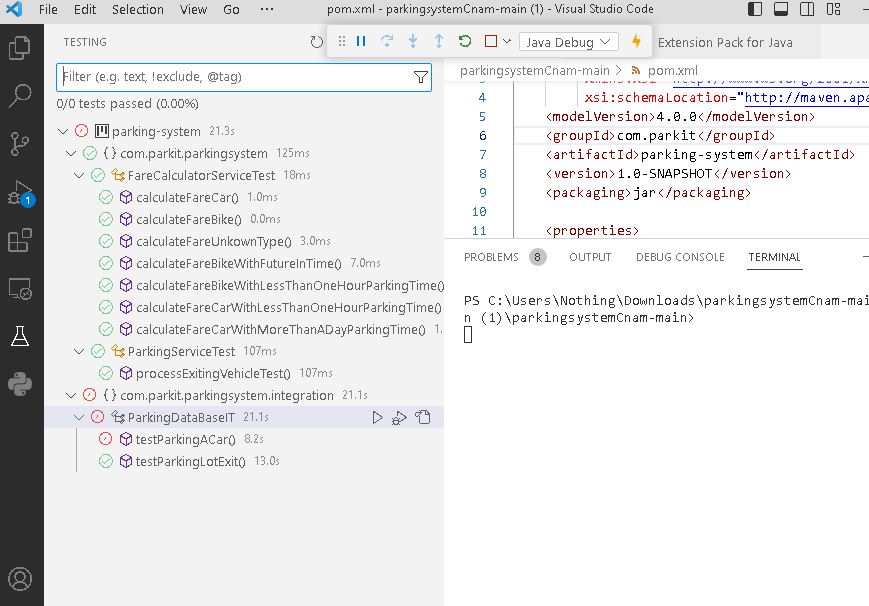 File Edit Selection View Go ··· pom.xml - parkingsystemCnam-main (1) - Visual Studio Code
TESTING
Java Debug
Extension Pack for Java
Filter (e.g. text, !exclude, @tag)
0/0 tests passed (0.00%)
parking-system 21.3s
{} com.parkit.parkingsystem 125ms
FareCalculatorServiceTest 18ms
calculateFareCar() 1.0ms
calculateFareBike() 0.0ms
calculateFareUnkownType() 3.0ms
calculateFareBikeWithFutureInTime() 7.0ms
calculateFareBikeWithLessThanOneHourParkingTime()
calculateFareCarWithLessThanOneHourParkingTime()
calculateFareCarWithMoreThanADayParkingTime() 1.
ParkingServiceTest 107ms
processExitingVehicleTest() 107ms
{} com.parkit.parkingsystem.integration 21.1s
ParkingDataBaseIT 21.1s
testParkingACar() 8.2s
testParkingLotExit() 13.0s
1
parkingsystemCnam-main > pom.xml
4 xsi:schemaLocation="http://maven.apa
5 <modelVersion>4.0.0</modelVersion>
6 <groupId>com.parkit</groupId>
7 <artifactId>parking-system</artifactId>
8 <version>1.0-SNAPSHOT</version>
9 <packaging>jar</packaging>
10
11 <properties>
PROBLEMS 8 OUTPUT DEBUG CONSOLE TERMINAL
PS C:\Users\Nothing\Downloads\parkingsystemCnam-mai
n (1)\parkingsystemCnam-main>